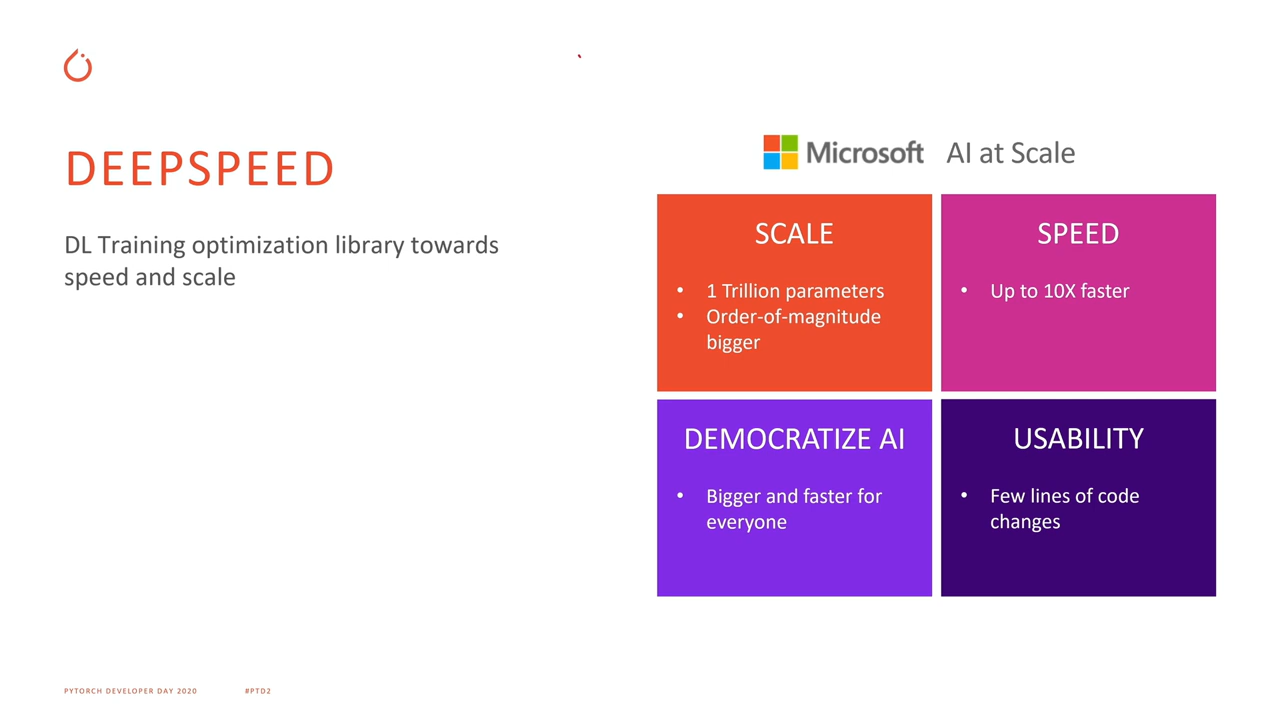 DEEPSPEED
DL Training optimization library towards
speed and scale
Microsoft AI at Scale
SCALE
• 1 Trillion parameters
• Order-of-magnitude
bigger
SPEED
• Up to 10X faster
DEMOCRATIZE AI
• Bigger and faster for
everyone
USABILITY
• Few lines of code
changes
PYTORCH DEVELOPER DAY 2020 #PTD2